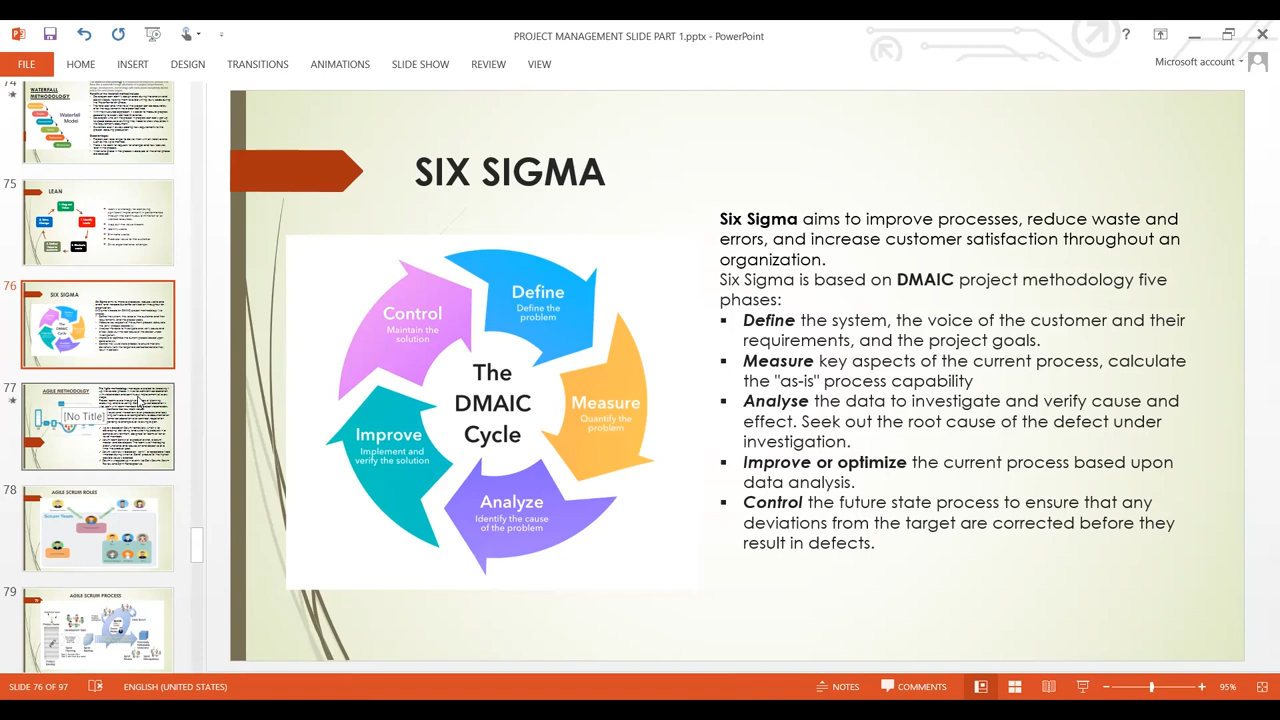 PROJECT MANAGEMENT SLIDE PART 1.pptx - PowerPoint
?
FILE
HOME
INSERT
DESIGN
TRANSITIONS
ANIMATIONS
SLIDE SHOW
REVIEW
VIEW
Microsoft account
74
WATERFALL
METHODOLOGY
Waterfall
Model
75
LEAN
76
SIX SIGMA
The
DMAIC
Cycle
77
AGILE METHODOLGY
[No Title]
78
AGILE SCRUM ROLES
79
AGILE SCRUM PROCESS
SIX SIGMA
Define
Define the
problem
Measure
Quantify the
problem
Analyze
Identify the cause
of the problem
Improve
Implement and
verify the solution
Control
Maintain the
solution
The
DMAIC
Cycle
Six Sigma aims to improve processes, reduce waste and
errors, and increase customer satisfaction throughout an
organization.
Six Sigma is based on DMAIC project methodology five
phases:
▪ Define the system, the voice of the customer and their
requirements, and the project goals.
▪ Measure key aspects of the current process, calculate
the "as-is" process capability
▪ Analyse the data to investigate and verify cause and
effect. Seek out the root cause of the defect under
investigation.
▪ Improve or optimize the current process based upon
data analysis.
▪ Control the future state process to ensure that any
deviations from the target are corrected before they
result in defects.
SLIDE 76 OF 97
ENGLISH (UNITED STATES)
NOTES
COMMENTS
95%